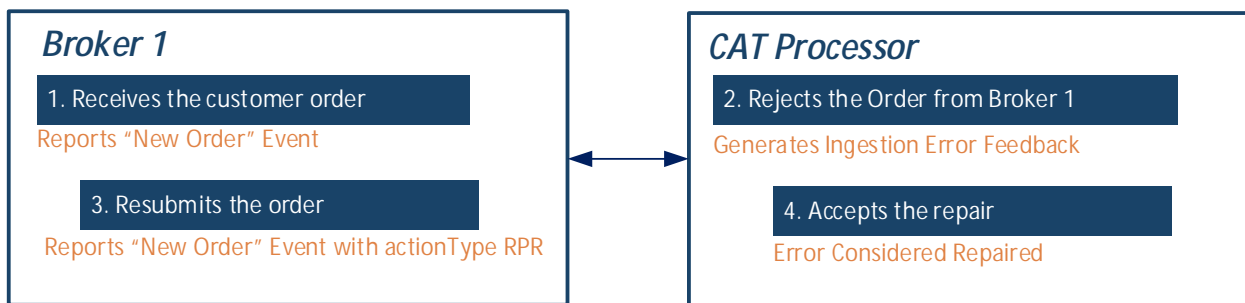 Broker 1
1. Receives the customer order
Reports “New Order” Event
3. Resubmits the order
Reports “New Order” Event with actionType RPR
CAT Processor
2. Rejects the Order from Broker 1
Generates Ingestion Error Feedback
4. Accepts the repair
Error Considered Repaired